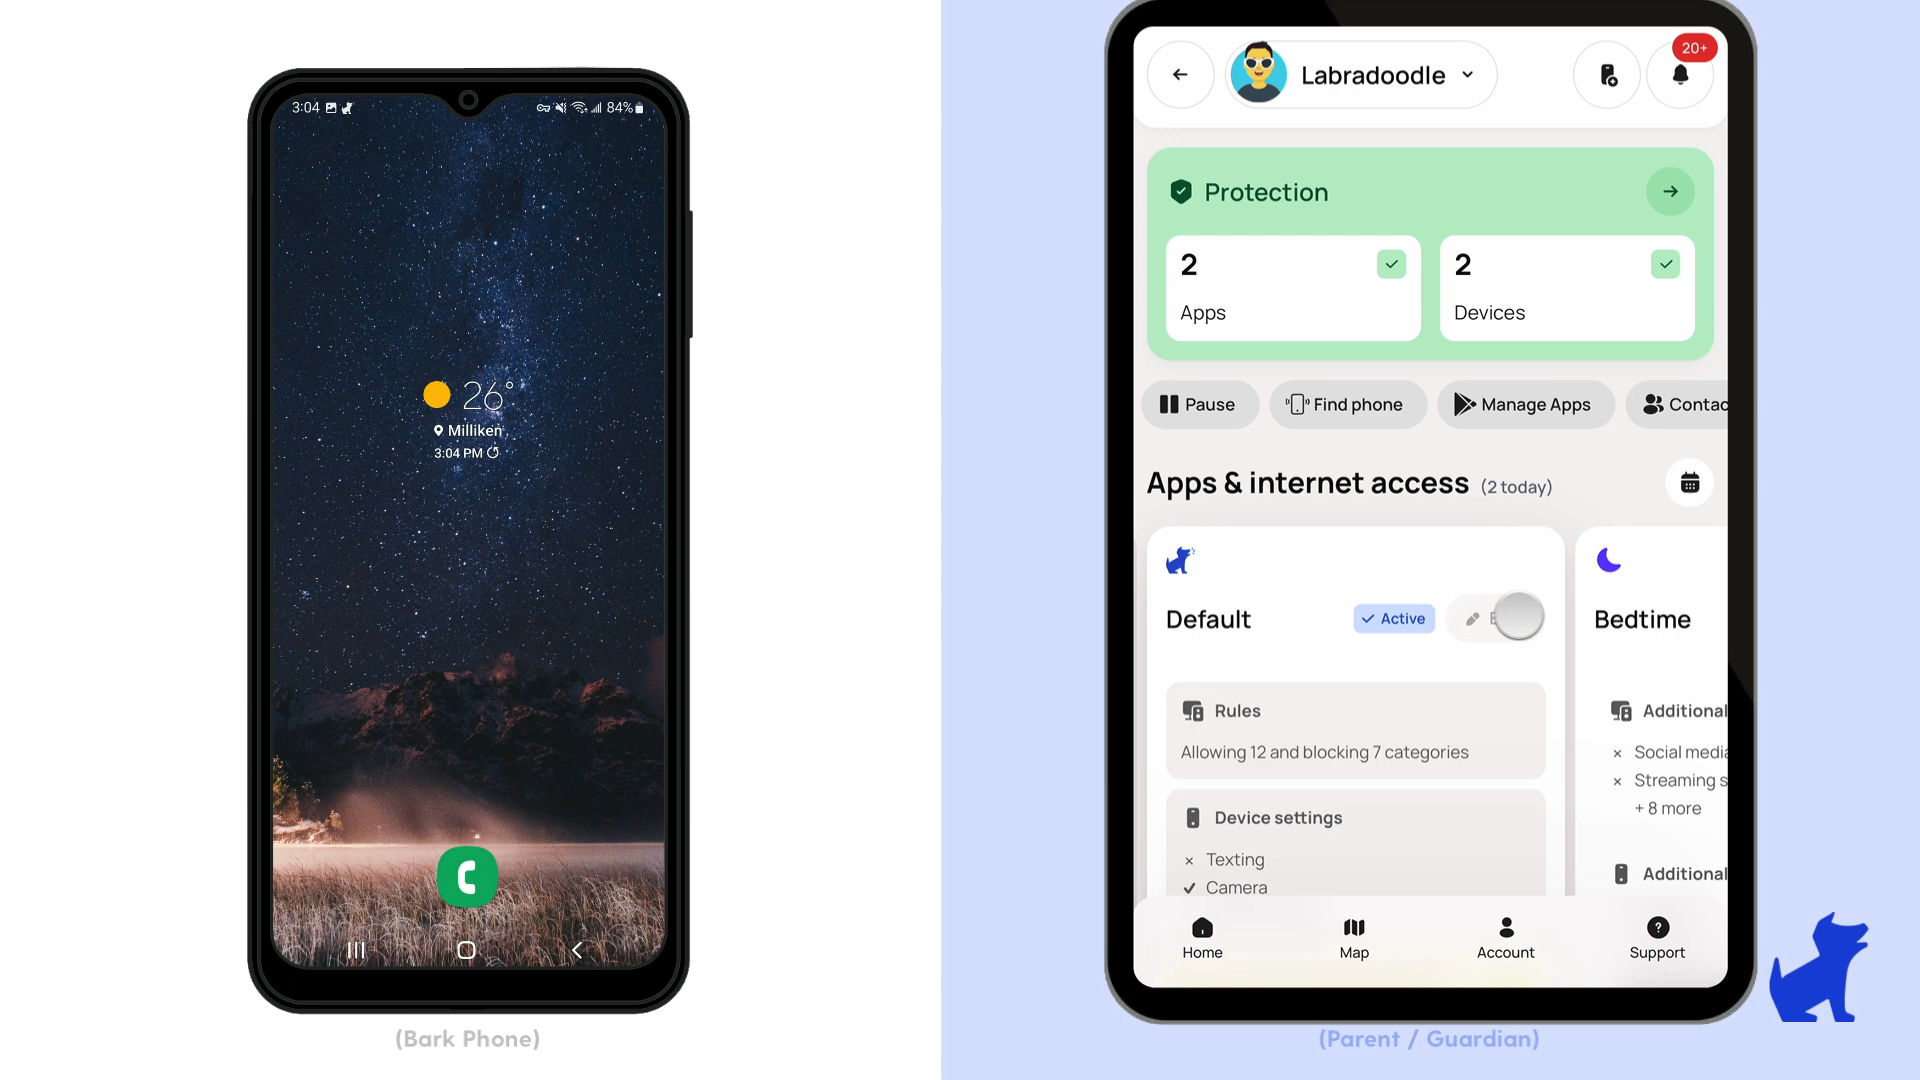 3:04
84%
26°
Milliken
3:04 PM
(Bark Phone)
Labradoodle
20+
Protection
2
Apps
2
Devices
Pause
Find phone
Manage Apps
Contac
Apps & internet access (2 today)
Default
Active
Bedtime
Rules
Allowing 12 and blocking 7 categories
Device settings
× Texting
✓ Camera
Additional
× Social media
× Streaming s
+ 8 more
Additional
Home
Map
Account
Support
(Parent / Guardian)